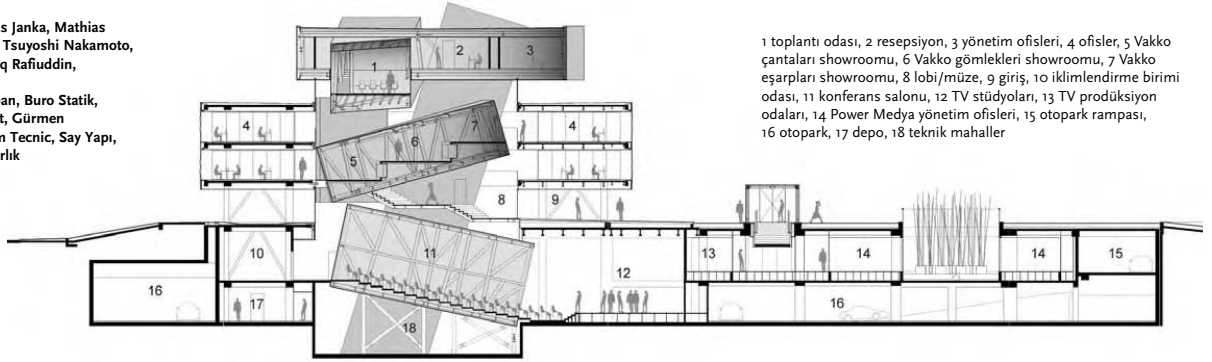 s Janka, Mathias
Tsuyoshi Nakamoto,
q Rafiuddin,
an, Buro Statik,
t, Gürmen
n Tecnic, Say Yapı,
rlık
1 toplantı odası, 2 resepsiyon, 3 yönetim ofisleri, 4 ofisler, 5 Vakko
çantaları showroomu, 6 Vakko gömlekleri showroomu, 7 Vakko
eşarpları showroomu, 8 lobi/müze, 9 giriş, 10 iklimlendirme birimi
odası, 11 konferans salonu, 12 TV stüdyoları, 13 TV prodüksiyon
odaları, 14 Power Medya yönetim ofisleri, 15 otopark rampası,
16 otopark, 17 depo, 18 teknik mahaller
1
2
3
4
5
6
7
4
8
9
10
11
12
13
14
14
15
16
16
17
18